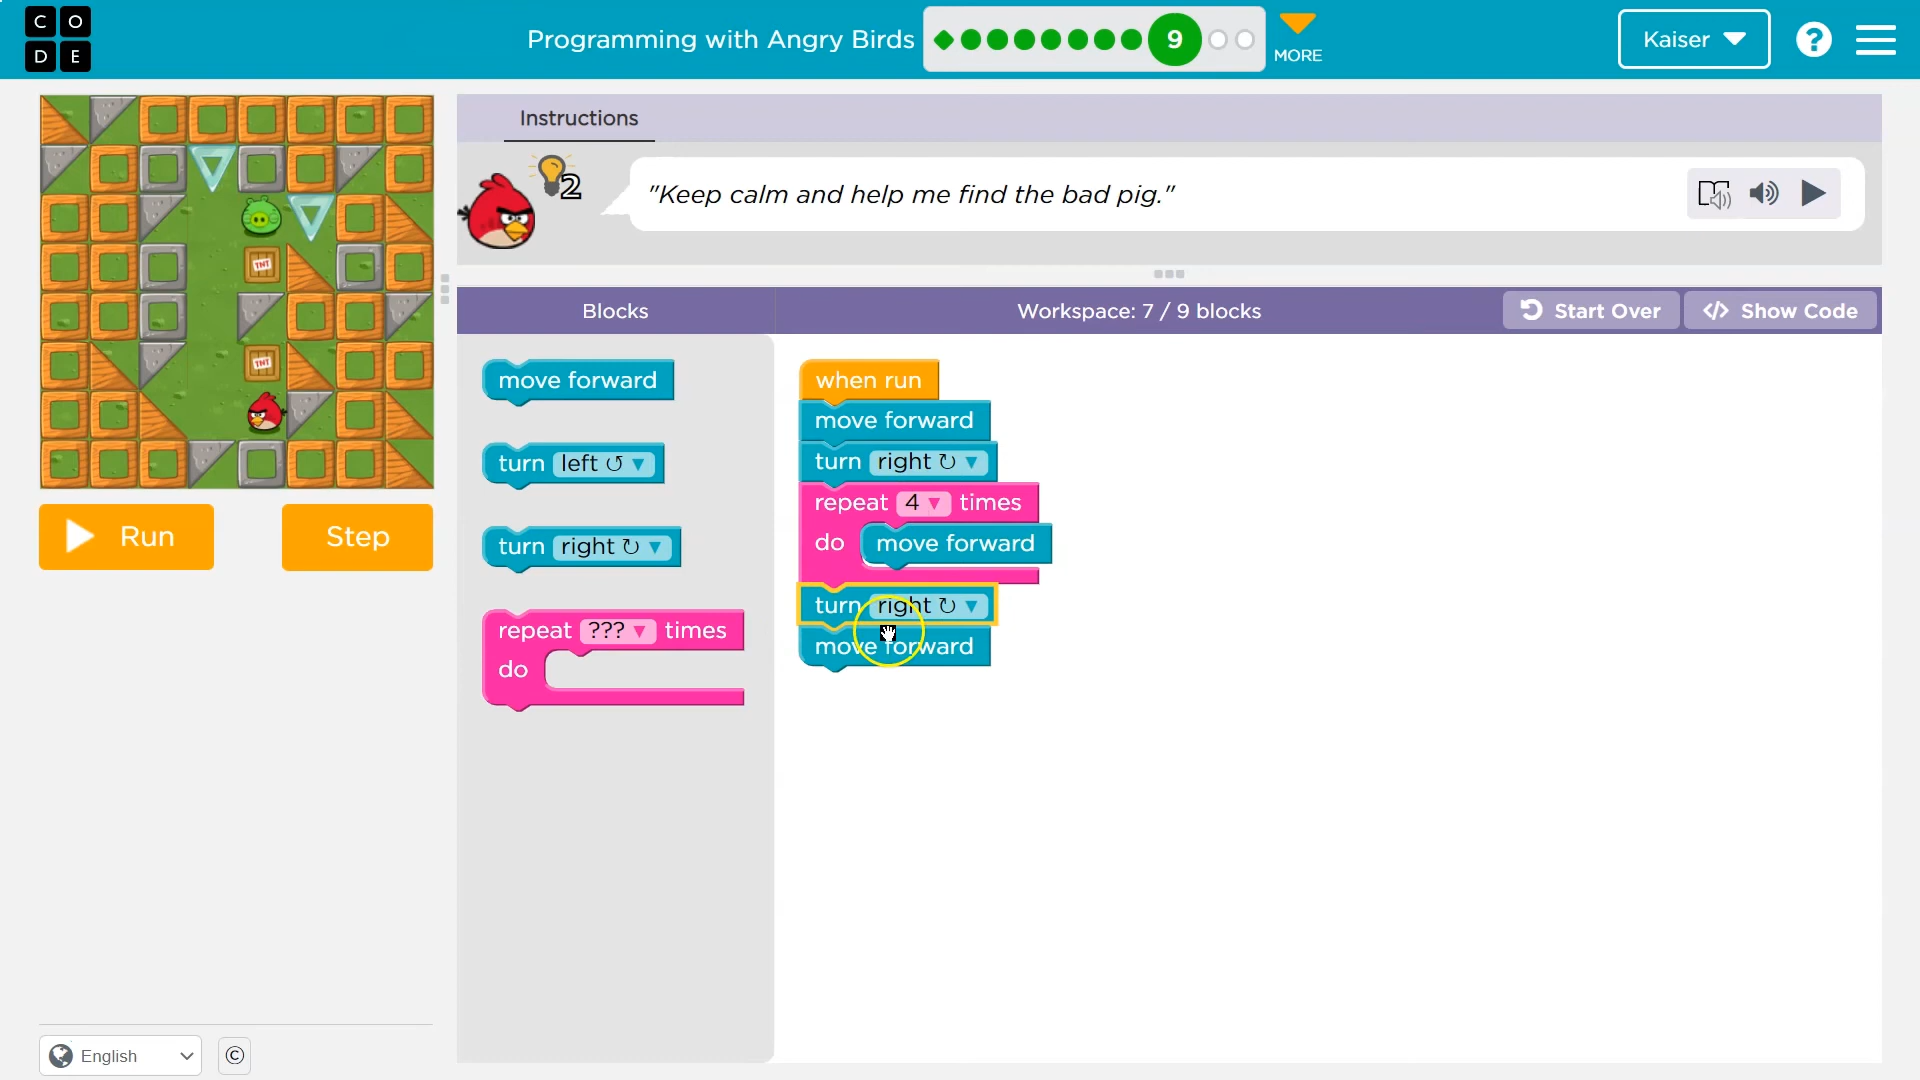 C O
D E
Programming with Angry Birds
9
MORE
Kaiser
?
Instructions
2
"Keep calm and help me find the bad pig."
TNT
TNT
Run
Step
Blocks
Workspace: 7 / 9 blocks
Start Over
</> Show Code
move forward
turn left ↺ ▼
turn right ↻ ▼
repeat ??? ▼ times
do
when run
move forward
turn right ↻ ▼
repeat 4 ▼ times
do move forward
turn right ↻ ▼
move forward
English
©